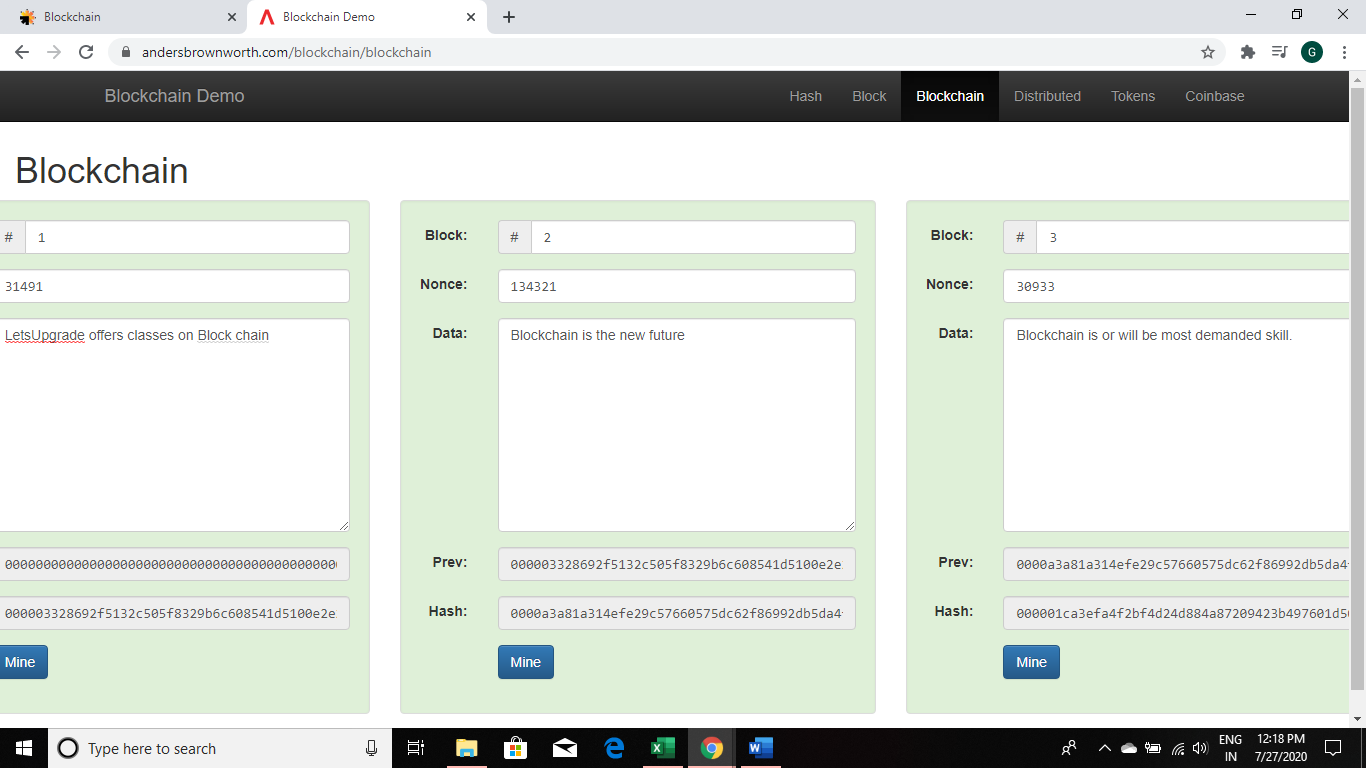 Blockchain
Blockchain Demo
andersbrownworth.com/blockchain/blockchain
G
Blockchain Demo
Hash Block Blockchain Distributed Tokens Coinbase
Blockchain
# 1
31491
LetsUpgrade offers classes on Block chain
000000000000000000000000000000000000000000
000003328692f5132c505f8329b6c608541d5100e2e
Mine
Block: # 2
Nonce: 134321
Data: Blockchain is the new future
Prev: 000003328692f5132c505f8329b6c608541d5100e2e
Hash: 0000a3a81a314efe29c57660575dc62f86992db5da4
Mine
Block: # 3
Nonce: 30933
Data: Blockchain is or will be most demanded skill.
Prev: 0000a3a81a314efe29c57660575dc62f86992db5da4
Hash: 000001ca3efa4f2bf4d24d884a87209423b497601d5
Mine
Type here to search
ENG
IN
12:18 PM
7/27/2020